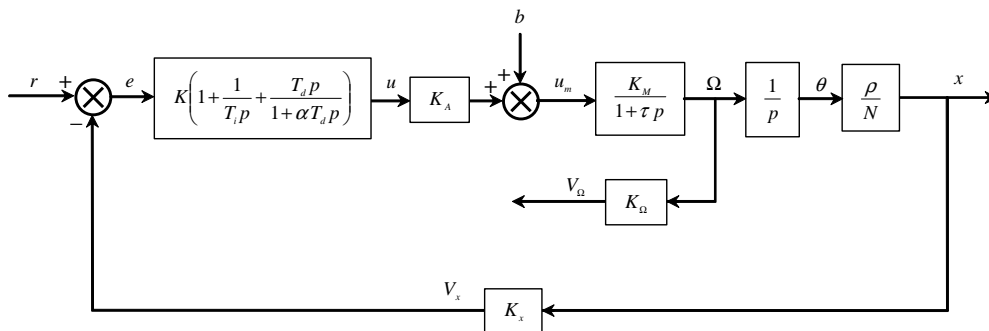 b
r + e K(1 + 1/(T_i p) + T_d p/(1 + αT_d p)) u K_A + + u_m K_M/(1 + τ p) Ω 1/p θ ρ/N x
−
V_Ω K_Ω
V_x K_x